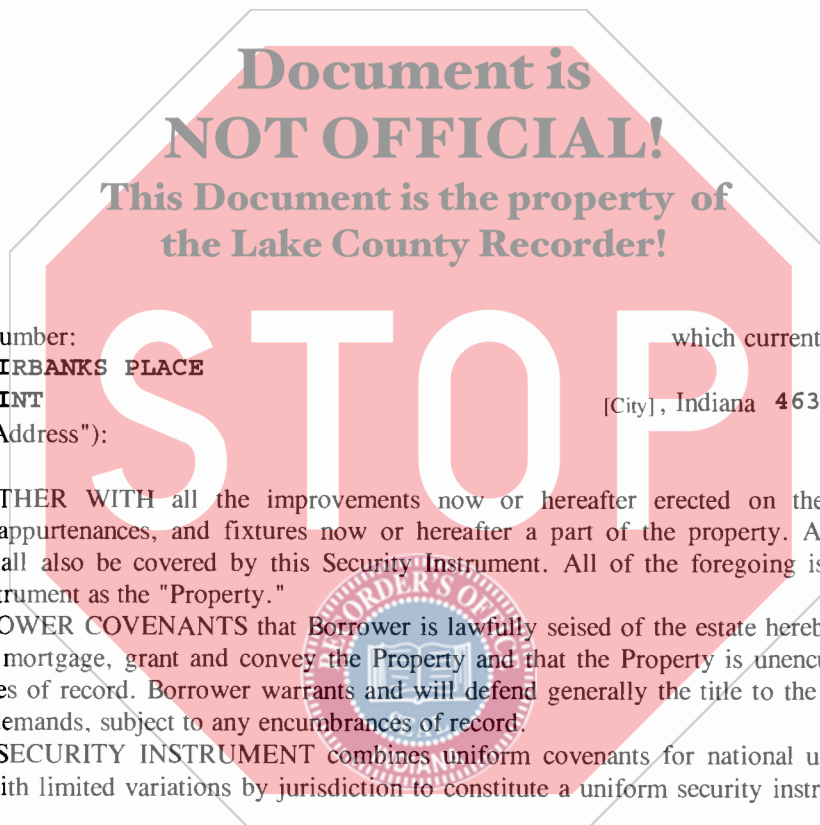 Document is
NOT OFFICIAL!
This Document is the property of
the Lake County Recorder!
STOP
umber: which current
IRBANKS PLACE
INT [City], Indiana 463
Address"):
THER WITH all the improvements now or hereafter erected on the
appurtenances, and fixtures now or hereafter a part of the property. A
all also be covered by this Security Instrument. All of the foregoing is
trument as the "Property."
OWER COVENANTS that Borrower is lawfully seised of the estate hereb
mortgage, grant and convey the Property and that the Property is unencu
es of record. Borrower warrants and will defend generally the title to the
emands, subject to any encumbrances of record.
SECURITY INSTRUMENT combines uniform covenants for national u
ith limited variations by jurisdiction to constitute a uniform security instr
RECORDER'S OFFICE
INDIANA